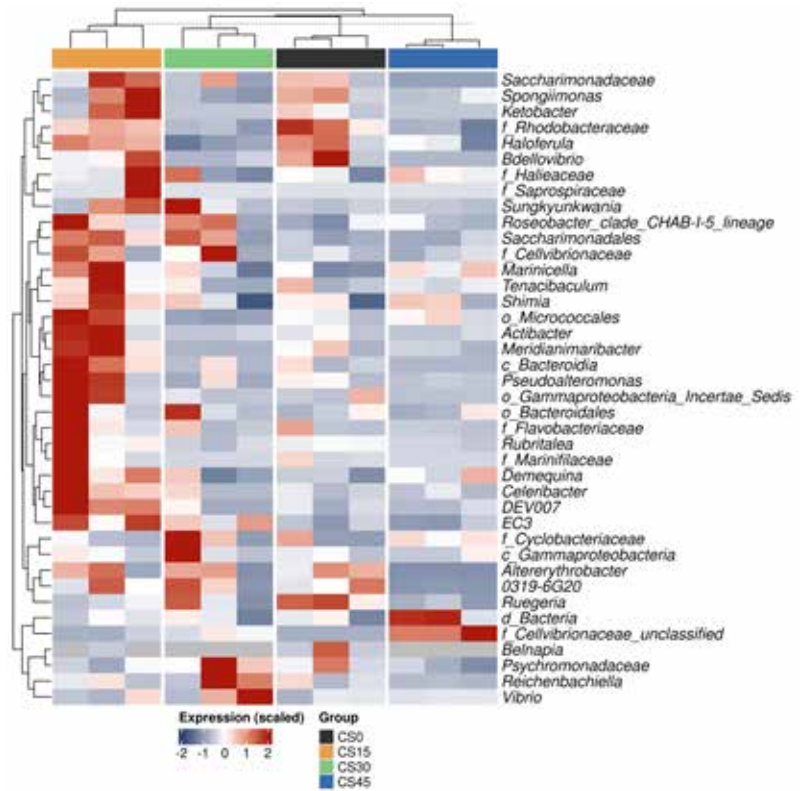 Saccharimonadaceae
Spongiimonas
Ketobacter
f_Rhodobacteraceae
Haloferula
Bdellovibrio
f_Halieaceae
f_Saprospiraceae
Sungkyunkwania
Roseobacter_clade_CHAB-I-5_lineage
Saccharimonadales
f_Cellvibrionaceae
Marinicella
Tenacibaculum
Shimia
o_Micrococcales
Actibacter
Meridianimaribacter
c_Bacteroidia
Pseudoalteromonas
o_Gammaproteobacteria_Incertae_Sedis
o_Bacteroidales
f_Flavobacteriaceae
Rubritalea
f_Marinifilaceae
Demequina
Celeribacter
DEV007
EC3
f_Cyclobacteriaceae
c_Gammaproteobacteria
Altererythrobacter
0319-6G20
Ruegeria
d_Bacteria
f_Cellvibrionaceae_unclassified
Belnapia
Psychromonadaceae
Reichenbachiella
Vibrio
Expression (scaled) Group
-2 -1 0 1 2
CS0
CS15
CS30
CS45